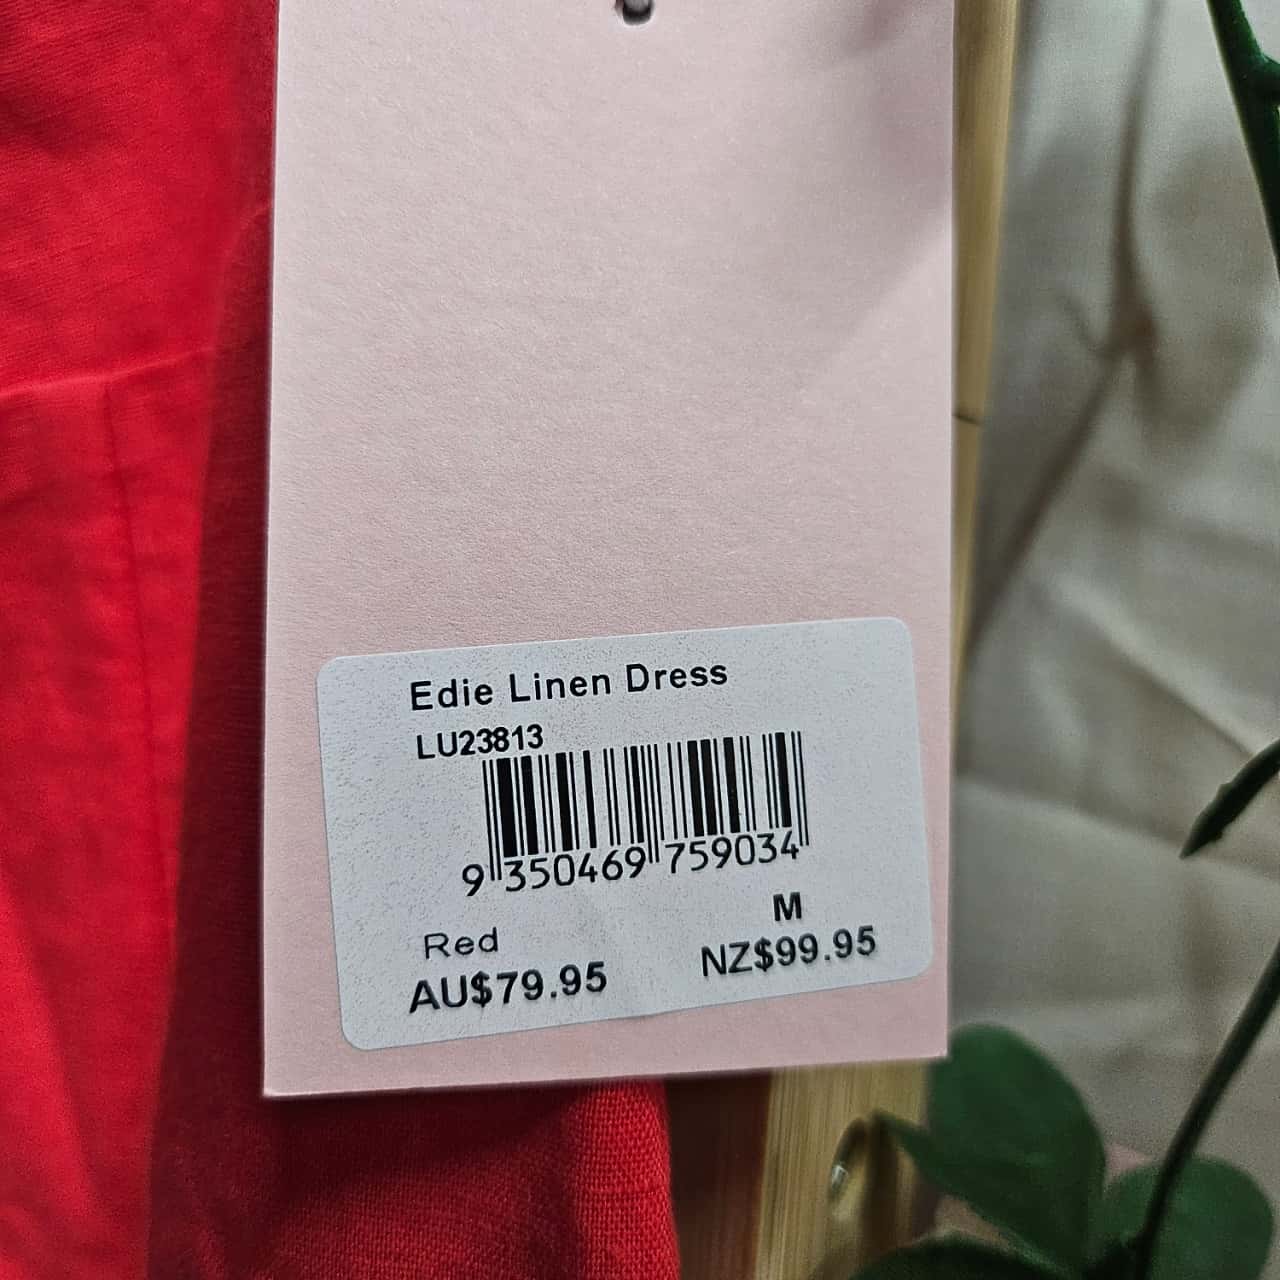 Edie Linen Dress
LU23813
9 350469 759034
M
Red
AU$79.95 NZ$99.95